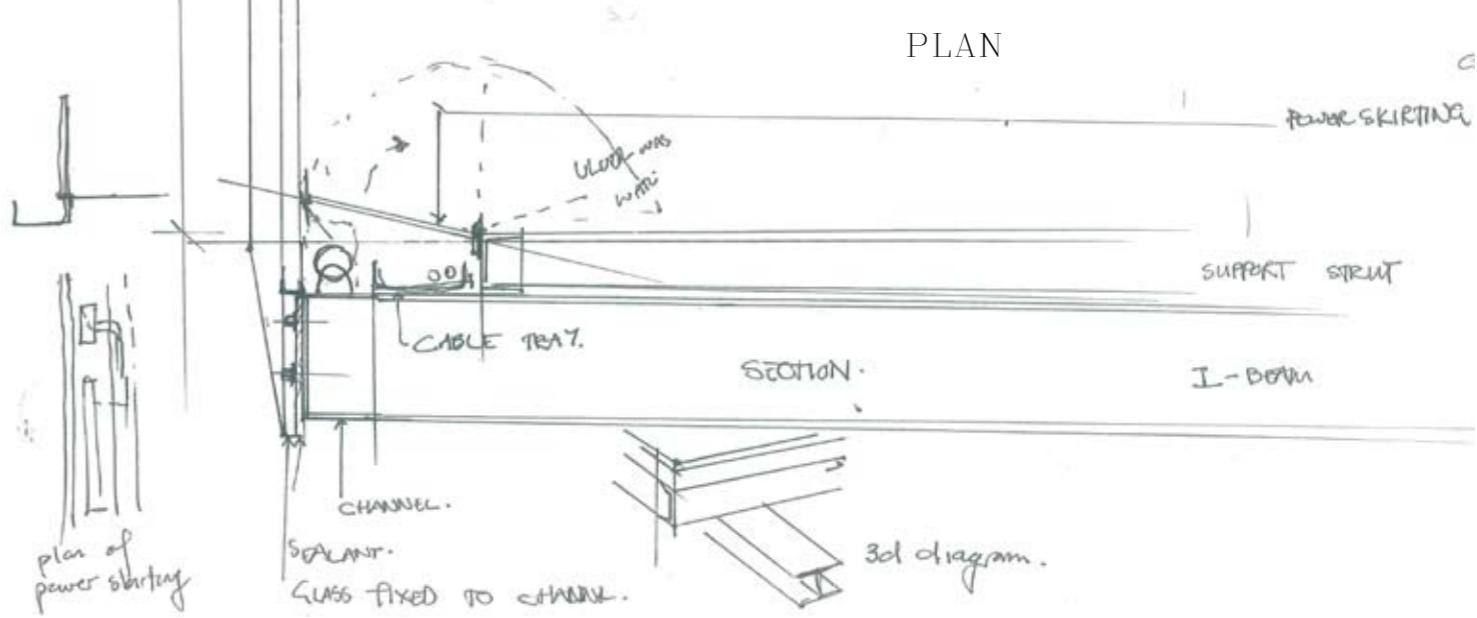 PLAN
POWER SKIRTING
SUPPORT STRUT
CABLE TRAY.
SECTION.
I-BEAM
CHANNEL.
SEALANT.
3d diagram.
plan of
power skirting
GLASS FIXED TO CHANNEL.